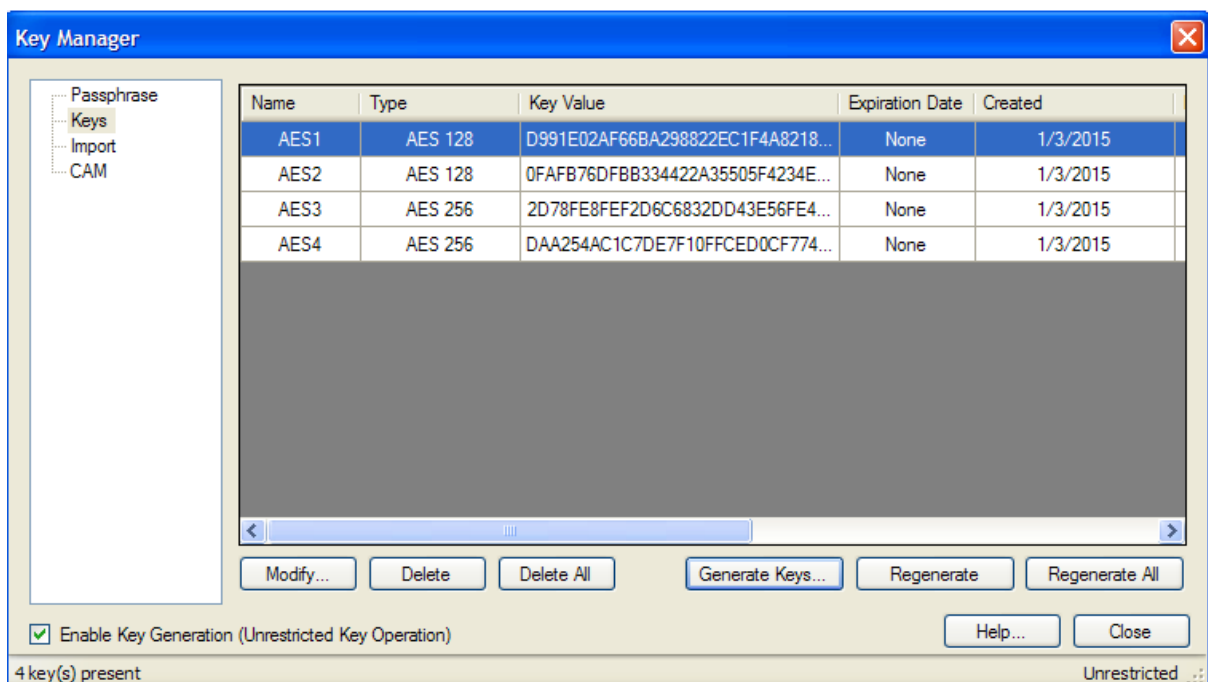 Key Manager
Passphrase
Keys
Import
CAM
Name Type Key Value Expiration Date Created
AES1 AES 128 D991E02AF66BA298822EC1F4A8218... None 1/3/2015
AES2 AES 128 0FAFB76DFBB334422A35505F4234E... None 1/3/2015
AES3 AES 256 2D78FE8FEF2D6C6832DD43E56FE4... None 1/3/2015
AES4 AES 256 DAA254AC1C7DE7F10FFCED0CF774... None 1/3/2015
Modify... Delete Delete All Generate Keys... Regenerate Regenerate All
Enable Key Generation (Unrestricted Key Operation) Help... Close
4 key(s) present Unrestricted